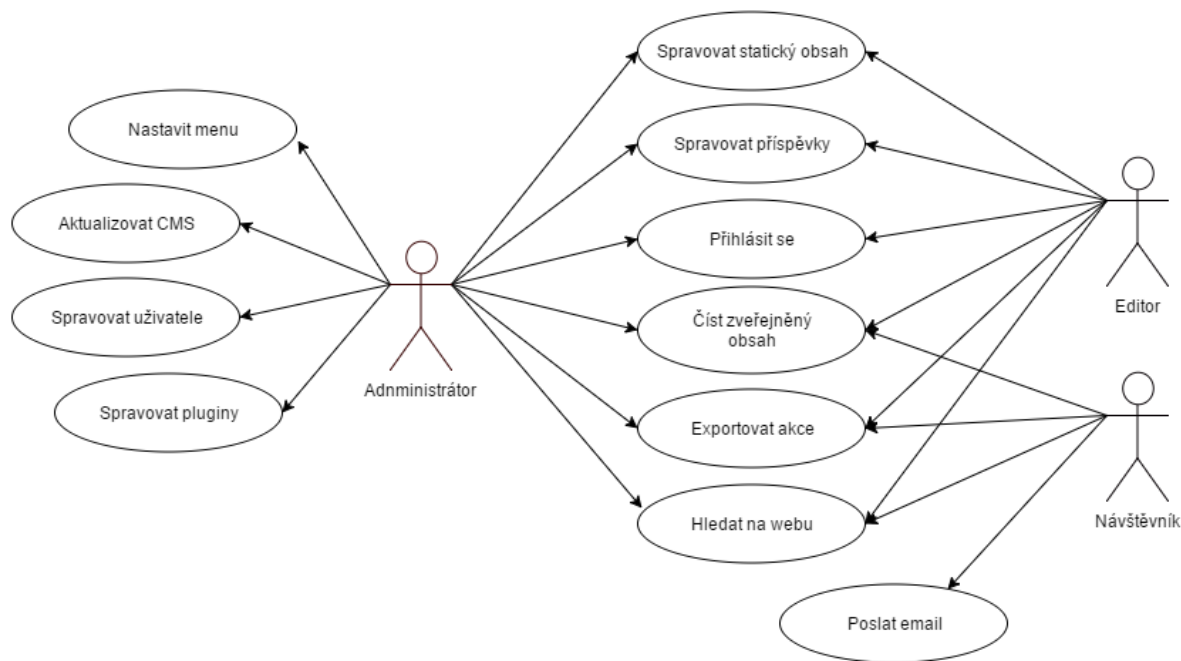 Spravovat statický obsah
Nastavit menu
Spravovat příspěvky
Aktualizovat CMS
Přihlásit se
Editor
Spravovat uživatele
Číst zveřejněný
obsah
Adnministrátor
Spravovat pluginy
Exportovat akce
Hledat na webu
Návštěvník
Poslat email